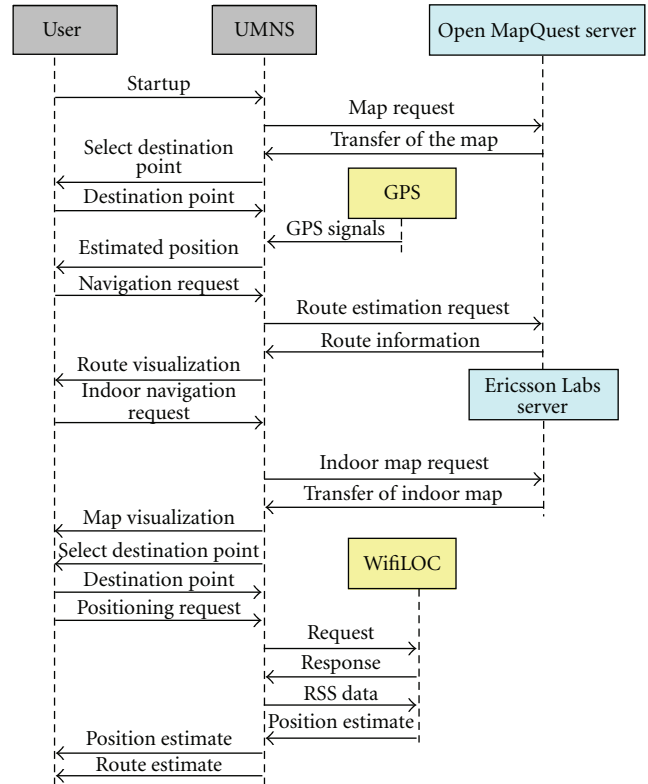 User
UMNS
Open MapQuest server
Startup
Map request
Transfer of the map
Select destination
point
Destination point
GPS
GPS signals
Estimated position
Navigation request
Route estimation request
Route information
Route visualization
Indoor navigation
request
Ericsson Labs
server
Indoor map request
Transfer of indoor map
Map visualization
Select destination point
WifiLOC
Destination point
Positioning request
Request
Response
RSS data
Position estimate
Position estimate
Route estimate